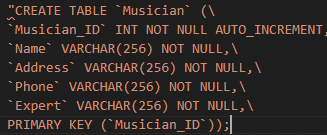 "CREATE TABLE `Musician` (\
`Musician_ID` INT NOT NULL AUTO_INCREMENT,
`Name` VARCHAR(256) NOT NULL,\
`Address` VARCHAR(256) NOT NULL,\
`Phone` VARCHAR(256) NOT NULL,\
`Expert` VARCHAR(256) NOT NULL,\
PRIMARY KEY (`Musician_ID`));